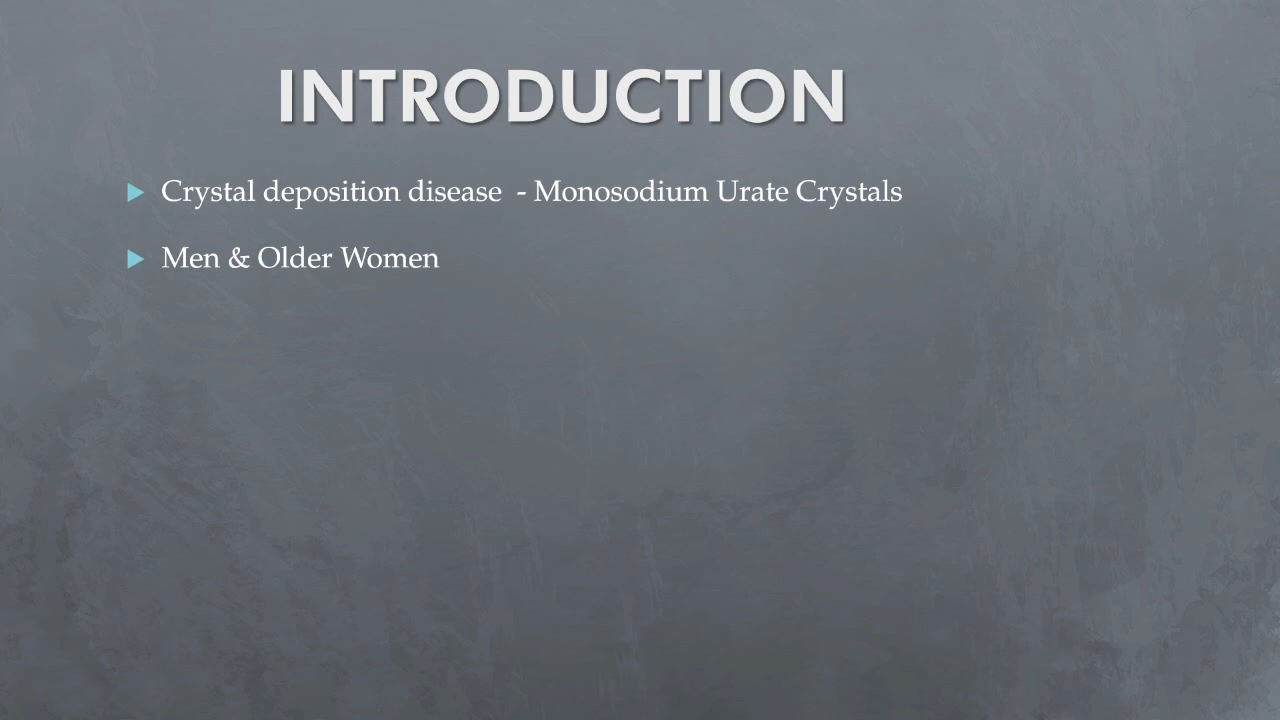 INTRODUCTION
Crystal deposition disease - Monosodium Urate Crystals
Men & Older Women